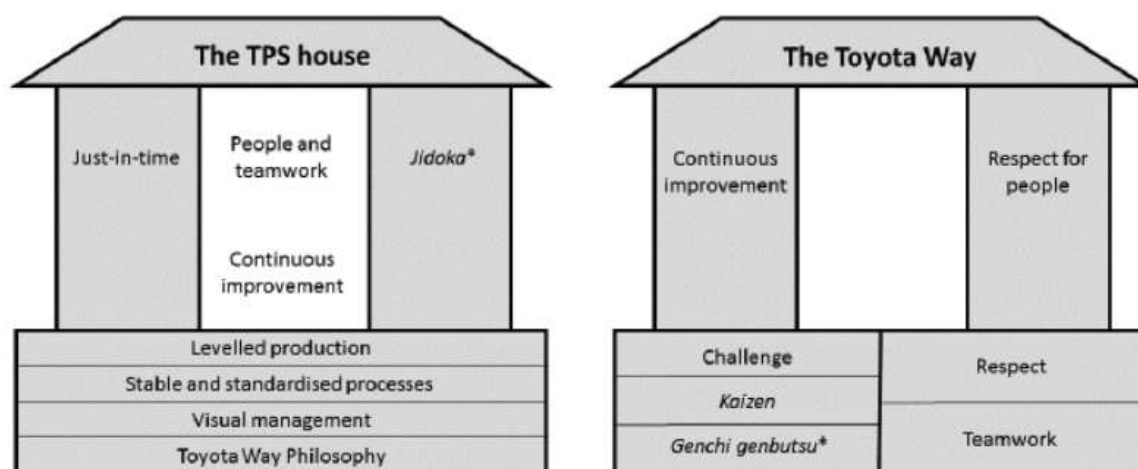 The TPS house
Just-in-time
People and
teamwork
Continuous
improvement
Jidoka*
Levelled production
Stable and standardised processes
Visual management
Toyota Way Philosophy
The Toyota Way
Continuous
improvement
Respect for
people
Challenge
Kaizen
Genchi genbutsu*
Respect
Teamwork